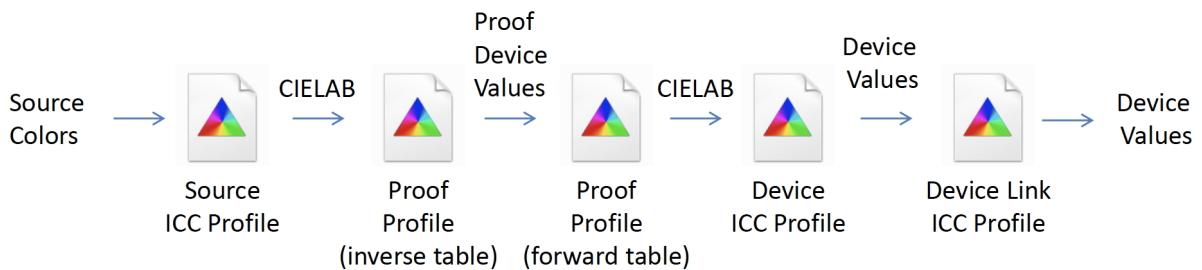 Source
Colors
Source
ICC Profile
CIELAB
Proof
Profile
(inverse table)
Proof
Device
Values
Proof
Profile
(forward table)
CIELAB
Device
ICC Profile
Device
Values
Device Link
ICC Profile
Device
Values